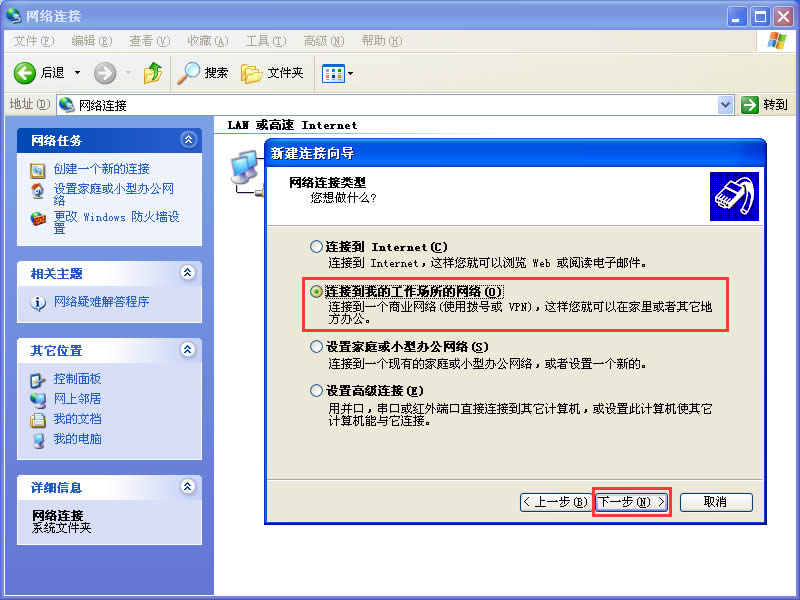 网络连接
文件(F) 编辑(E) 查看(V) 收藏(A) 工具(T) 高级(N) 帮助(H)
后退 搜索 文件夹
地址(D) 网络连接 转到
LAN 或高速 Internet
网络任务
创建一个新的连接
设置家庭或小型办公网
络
更改 Windows 防火墙设
置
相关主题
网络疑难解答程序
其它位置
控制面板
网上邻居
我的文档
我的电脑
详细信息
网络连接
系统文件夹
新建连接向导
网络连接类型
您想做什么?
连接到 Internet(C)
连接到 Internet，这样您就可以浏览 Web 或阅读电子邮件。
连接到我的工作场所的网络(O)
连接到一个商业网络(使用拨号或 VPN)，这样您就可以在家里或者其它地
方办公。
设置家庭或小型办公网络(S)
连接到一个现有的家庭或小型办公网络，或者设置一个新的。
设置高级连接(E)
用并口，串口或红外端口直接连接到其它计算机，或设置此计算机使其它
计算机能与它连接。
<上一步(B) 下一步(N)> 取消